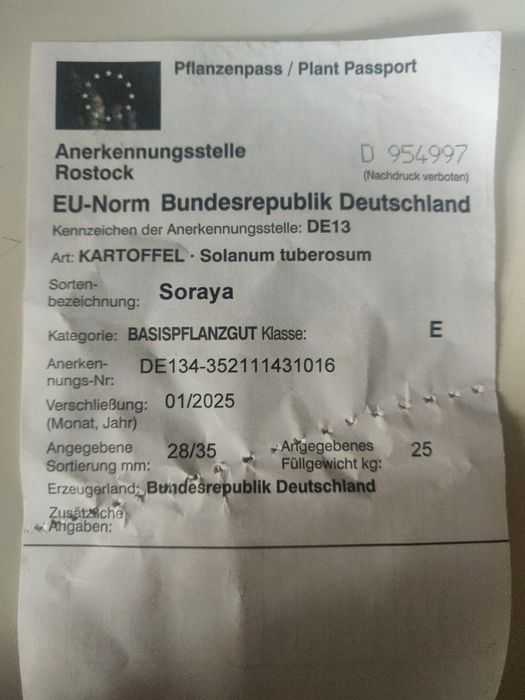 Pflanzenpass / Plant Passport
Anerkennungsstelle
Rostock
D 954997
(Nachdruck verboten)
EU-Norm Bundesrepublik Deutschland
Kennzeichen der Anerkennungsstelle: DE13
Art: KARTOFFEL · Solanum tuberosum
Sorten-
bezeichnung: Soraya
Kategorie: BASISPFLANZGUT Klasse: E
Anerken-
nungs-Nr: DE134-352111431016
Verschließung: 01/2025
(Monat, Jahr)
Angegebene
Sortierung mm: 28/35
Angegebenes
Füllgewicht kg: 25
Erzeugerland: Bundesrepublik Deutschland
Zusätzliche
Angaben: